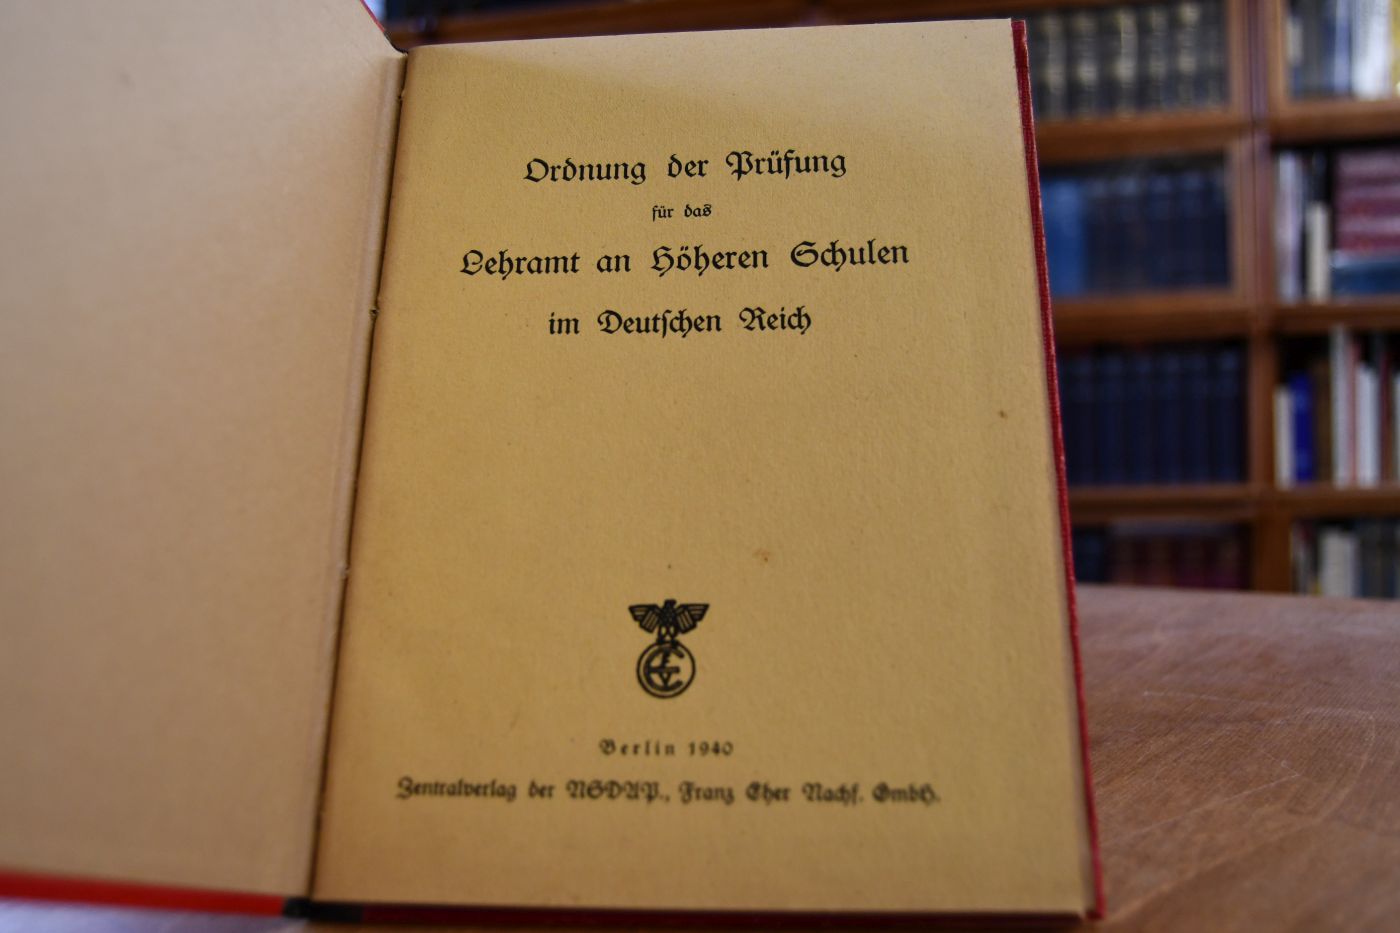 Ordnung der Prüfung
für das
Lehramt an Höheren Schulen
im Deutschen Reich
Berlin 1940
Zentralverlag der NSDAP., Franz Eher Nachf. GmbH.